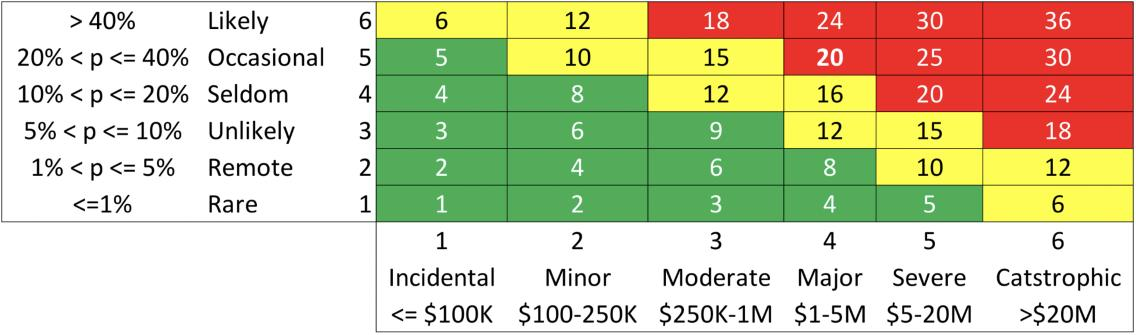 > 40% Likely 6 6 12 18 24 30 36
20% < p <= 40% Occasional 5 5 10 15 20 25 30
10% < p <= 20% Seldom 4 4 8 12 16 20 24
5% < p <= 10% Unlikely 3 3 6 9 12 15 18
1% < p <= 5% Remote 2 2 4 6 8 10 12
<=1% Rare 1 1 2 3 4 5 6
1 2 3 4 5 6
Incidental Minor Moderate Major Severe Catstrophic
<= $100K $100-250K $250K-1M $1-5M $5-20M >$20M